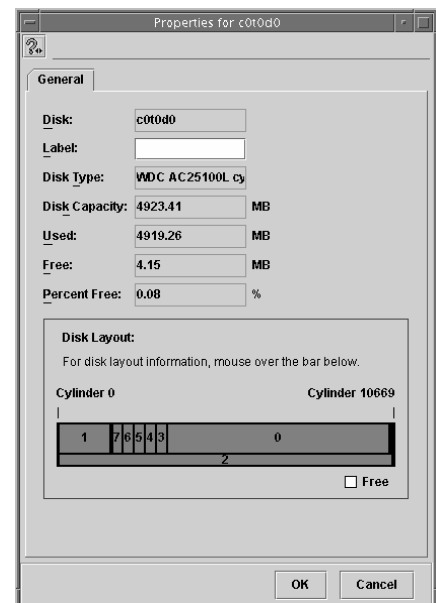 Properties for c0t0d0
General
Disk: c0t0d0
Label:
Disk Type: WDC AC25100L cy
Disk Capacity: 4923.41 MB
Used: 4919.26 MB
Free: 4.15 MB
Percent Free: 0.08 %
Disk Layout:
For disk layout information, mouse over the bar below.
Cylinder 0 Cylinder 10669
1 7 6 5 4 3 0
2
Free
OK Cancel